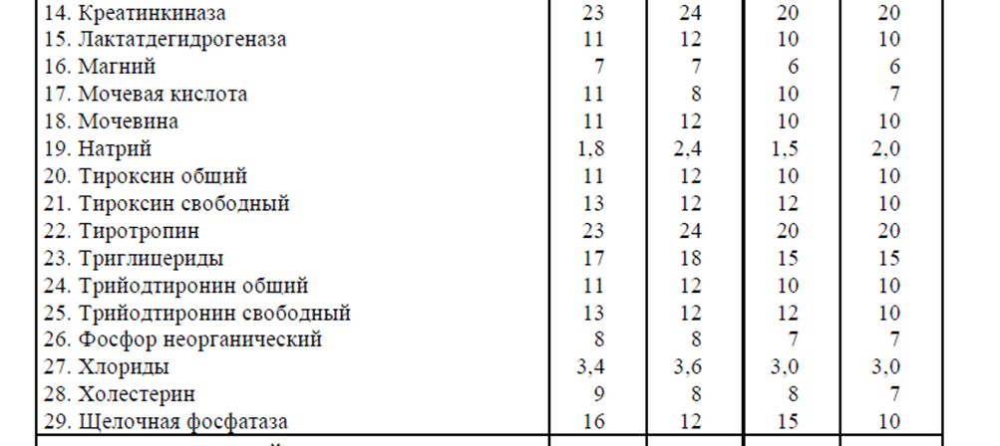 14. Креатинкиназа 23 24 20 20
15. Лактатдегидрогеназа 11 12 10 10
16. Магний 7 7 6 6
17. Мочевая кислота 11 8 10 7
18. Мочевина 11 12 10 10
19. Натрий 1,8 2,4 1,5 2,0
20. Тироксин общий 11 12 10 10
21. Тироксин свободный 13 12 12 10
22. Тиротропин 23 24 20 20
23. Триглицериды 17 18 15 15
24. Трийодтиронин общий 11 12 10 10
25. Трийодтиронин свободный 13 12 12 10
26. Фосфор неорганический 8 8 7 7
27. Хлориды 3,4 3,6 3,0 3,0
28. Холестерин 9 8 8 7
29. Щелочная фосфатаза 16 12 15 10